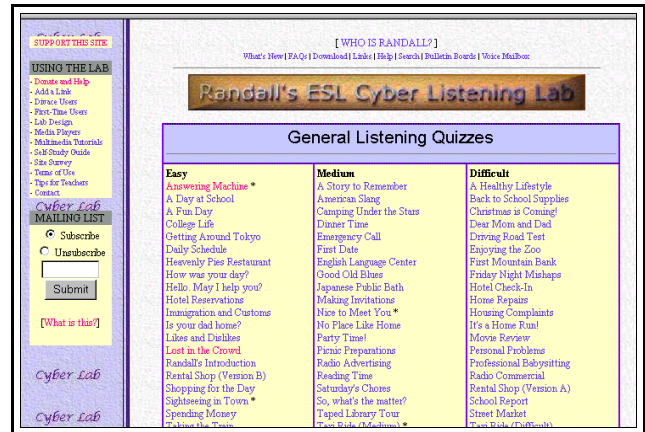 SUPPORT THIS SITE
USING THE LAB
- Donate and Help
- Add a Link
- Divace Users
- First-Time Users
- Lab Design
- Media Players
- Multimedia Tutorials
- Self-Study Guide
- Site Survey
- Terms of Use
- Tips for Teachers
- Contact
Cyber Lab
MAILING LIST
Subscribe
Unsubscribe
Submit
[What is this?]
Cyber Lab
Cyber Lab
[ WHO IS RANDALL? ]
What's New | FAQs | Download | Links | Help | Search | Bulletin Boards | Voice Mailbox
Randall's ESL Cyber Listening Lab
General Listening Quizzes
Easy
Answering Machine *
A Day at School
A Fun Day
College Life
Getting Around Tokyo
Daily Schedule
Heavenly Pies Restaurant
How was your day?
Hello. May I help you?
Hotel Reservations
Immigration and Customs
Is your dad home?
Likes and Dislikes
Lost in the Crowd
Randall's Introduction
Rental Shop (Version B)
Shopping for the Day
Sightseeing in Town *
Spending Money
Taking the Train
Medium
A Story to Remember
American Slang
Camping Under the Stars
Dinner Time
Emergency Call
First Date
English Language Center
Good Old Blues
Japanese Public Bath
Making Invitations
Nice to Meet You *
No Place Like Home
Party Time!
Picnic Preparations
Radio Advertising
Reading Time
Saturday's Chores
So, what's the matter?
Taped Library Tour
Taxi Ride (Medium) *
Difficult
A Healthy Lifestyle
Back to School Supplies
Christmas is Coming!
Dear Mom and Dad
Driving Road Test
Enjoying the Zoo
First Mountain Bank
Friday Night Mishaps
Hotel Check-In
Home Repairs
Housing Complaints
It's a Home Run!
Movie Review
Personal Problems
Professional Babysitting
Radio Commercial
Rental Shop (Version A)
School Report
Street Market
Taxi Ride (Difficult)